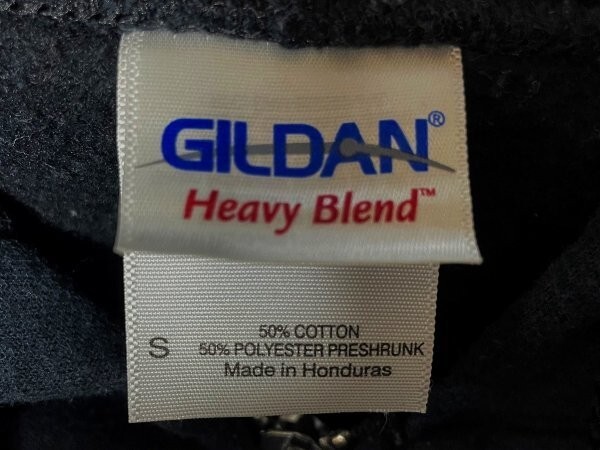 GILDAN®
Heavy Blend™
S
50% COTTON
50% POLYESTER PRESHRUNK
Made in Honduras